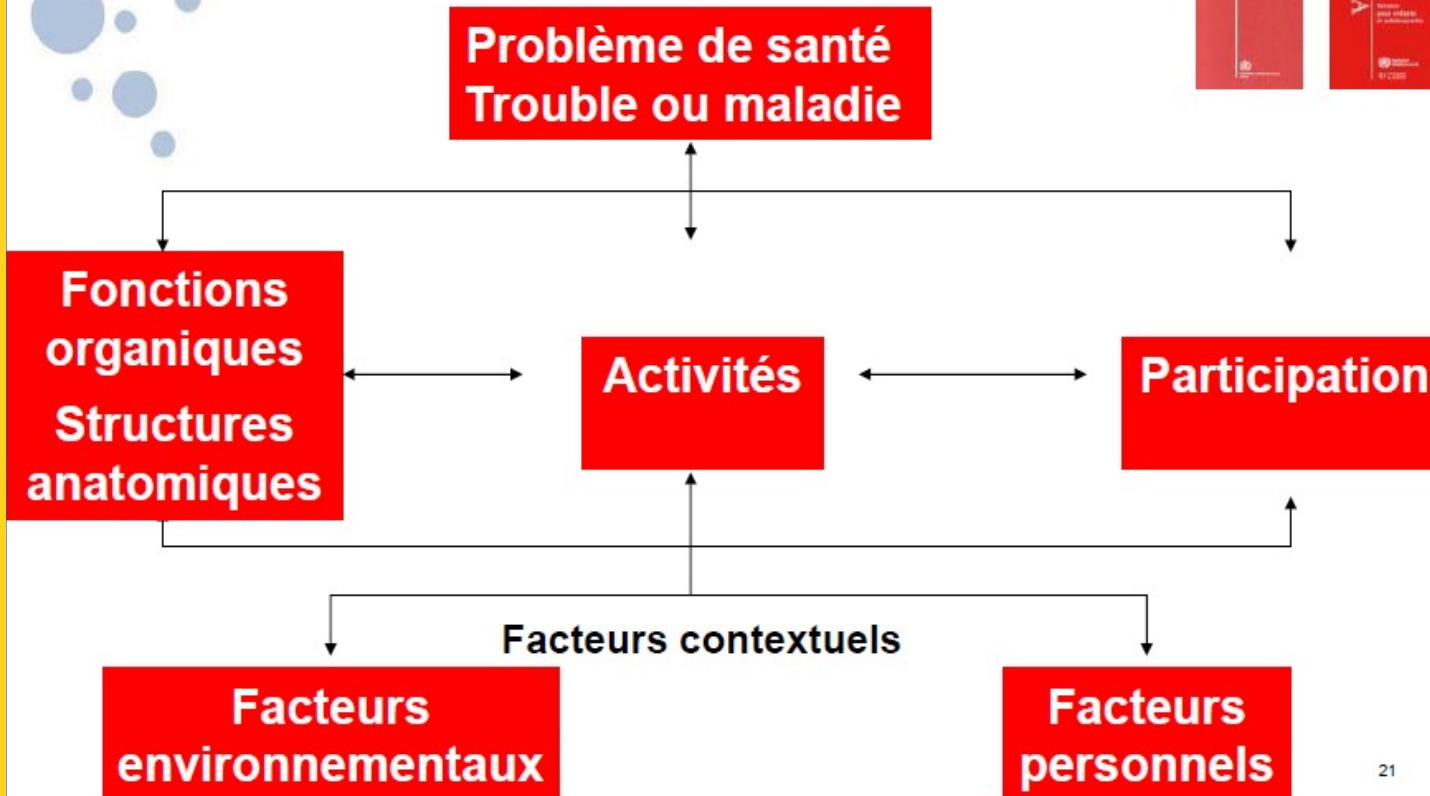 Problème de santé
Trouble ou maladie
Fonctions
organiques
Structures
anatomiques
Activités
Participation
Facteurs contextuels
Facteurs
environnementaux
Facteurs
personnels
21